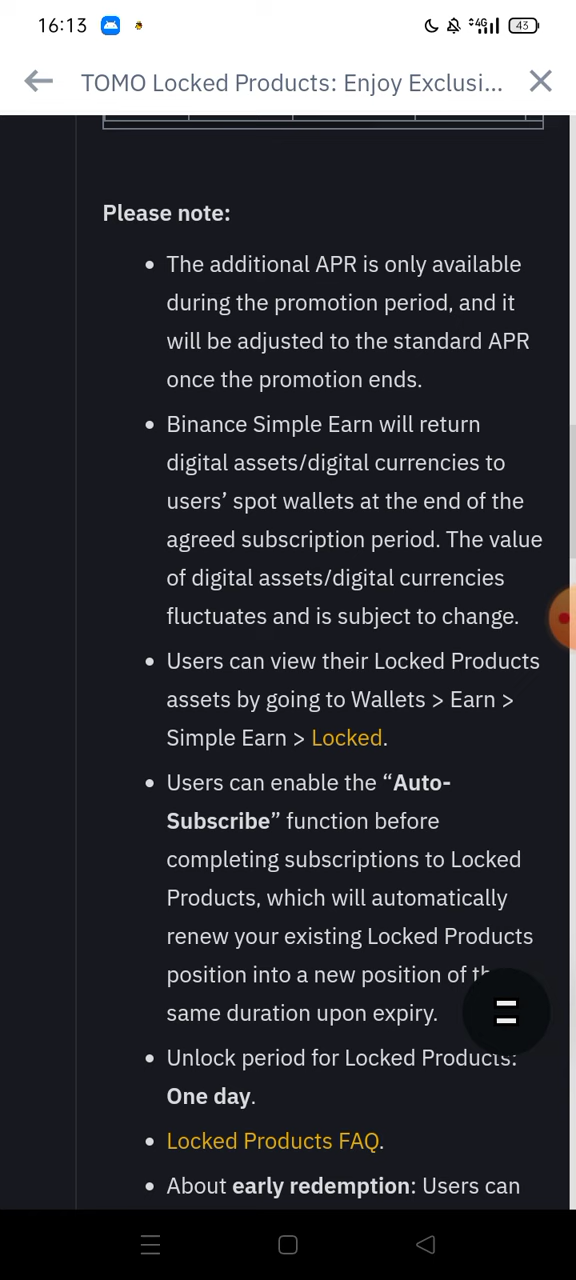 16:13
4G
43
TOMO Locked Products: Enjoy Exclusi...
Please note:
The additional APR is only available
during the promotion period, and it
will be adjusted to the standard APR
once the promotion ends.
Binance Simple Earn will return
digital assets/digital currencies to
users’ spot wallets at the end of the
agreed subscription period. The value
of digital assets/digital currencies
fluctuates and is subject to change.
Users can view their Locked Products
assets by going to Wallets > Earn >
Simple Earn > Locked.
Users can enable the “Auto-
Subscribe” function before
completing subscriptions to Locked
Products, which will automatically
renew your existing Locked Products
position into a new position of
same duration upon expiry.
Unlock period for Locked Products:
One day.
Locked Products FAQ.
About early redemption: Users can